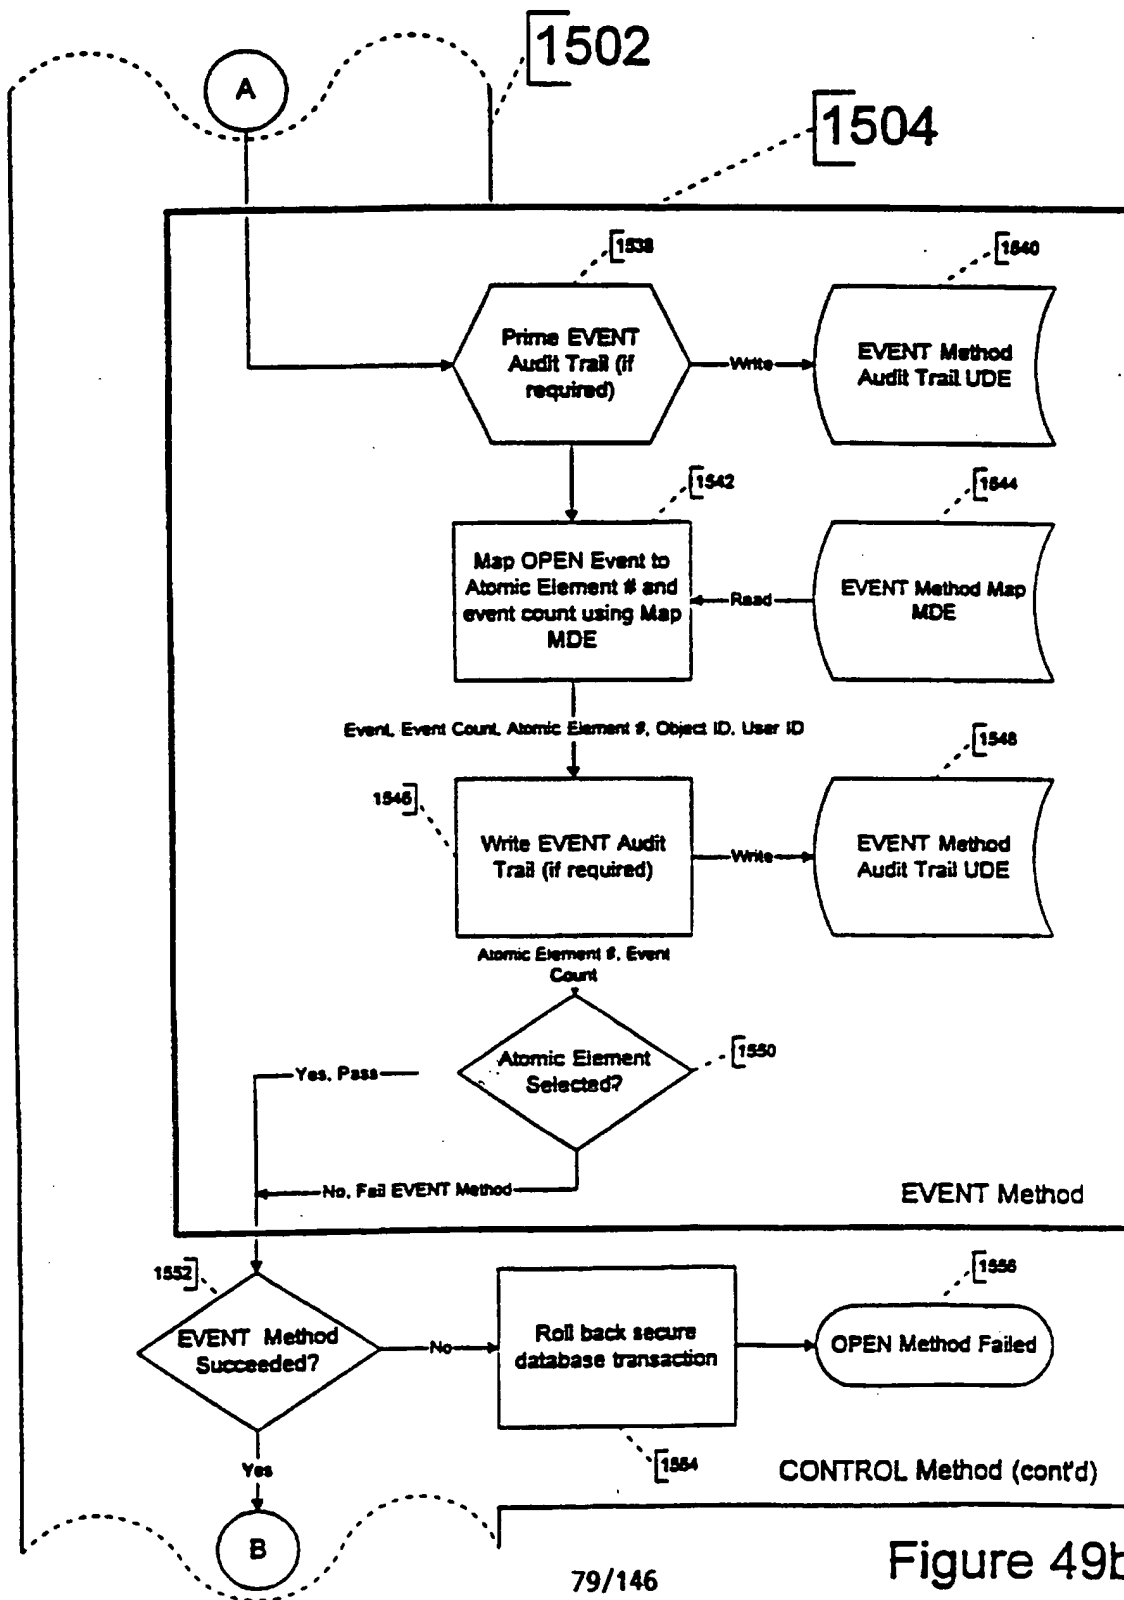 1502
A
1504
1538
1540
Prime EVENT
Audit Trail (if
required)
Write
EVENT Method
Audit Trail UDE
1542
1544
Map OPEN Event to
Atomic Element # and
event count using Map
MDE
Read
EVENT Method Map
MDE
Event, Event Count, Atomic Element #, Object ID, User ID
1546
1548
Write EVENT Audit
Trail (if required)
Write
EVENT Method
Audit Trail UDE
Atomic Element #, Event
Count
1550
Atomic Element
Selected?
Yes, Pass
No, Fail EVENT Method
EVENT Method
1552
1556
EVENT Method
Succeeded?
No
Roll back secure
database transaction
OPEN Method Failed
1554
Yes
CONTROL Method (cont'd)
B
Figure 49b
79/146